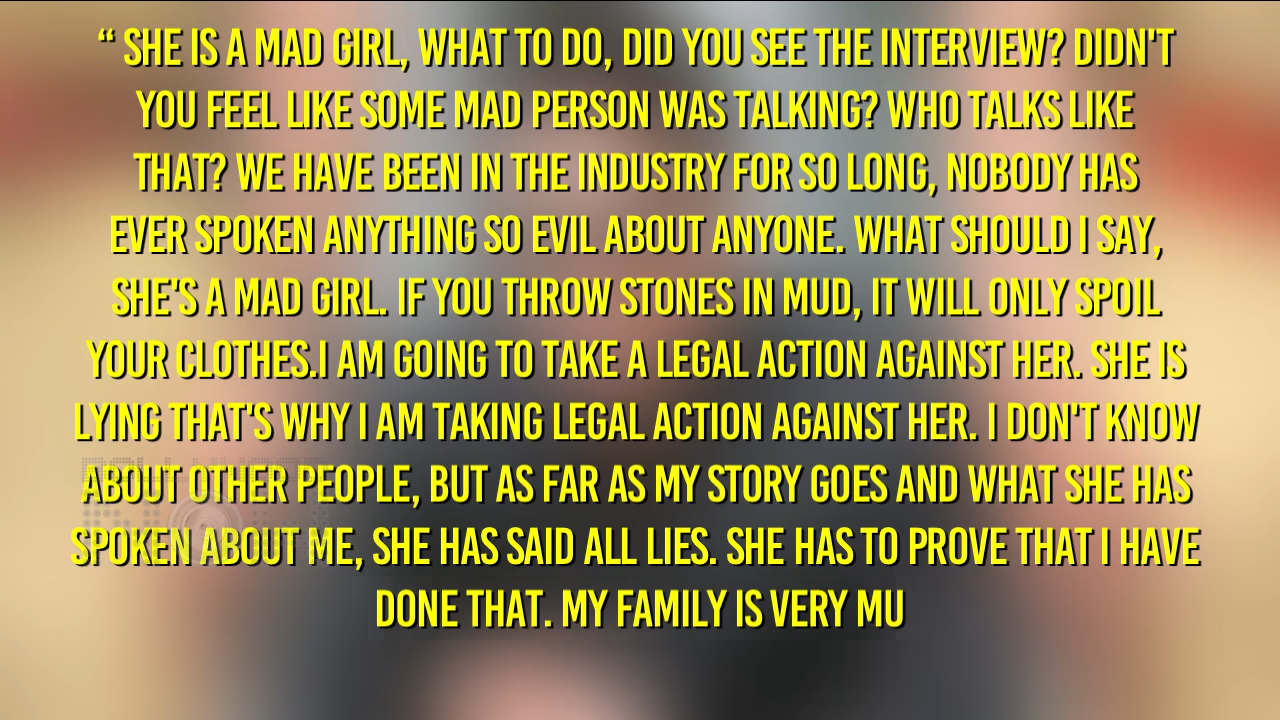 “ SHE IS A MAD GIRL, WHAT TO DO, DID YOU SEE THE INTERVIEW? DIDN'T
YOU FEEL LIKE SOME MAD PERSON WAS TALKING? WHO TALKS LIKE
THAT? WE HAVE BEEN IN THE INDUSTRY FOR SO LONG, NOBODY HAS
EVER SPOKEN ANYTHING SO EVIL ABOUT ANYONE. WHAT SHOULD I SAY,
SHE'S A MAD GIRL. IF YOU THROW STONES IN MUD, IT WILL ONLY SPOIL
YOUR CLOTHES.I AM GOING TO TAKE A LEGAL ACTION AGAINST HER. SHE IS
LYING THAT'S WHY I AM TAKING LEGAL ACTION AGAINST HER. I DON'T KNOW
ABOUT OTHER PEOPLE, BUT AS FAR AS MY STORY GOES AND WHAT SHE HAS
SPOKEN ABOUT ME, SHE HAS SAID ALL LIES. SHE HAS TO PROVE THAT I HAVE
DONE THAT. MY FAMILY IS VERY MU